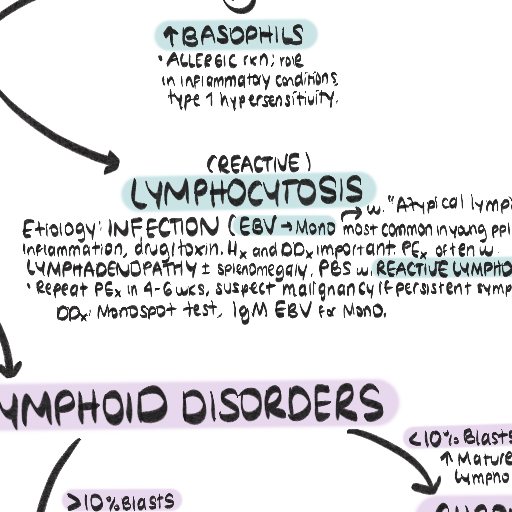 ↑BASOPHILS
• ALLERGIC rxn; role
in inflammatory conditions,
type 1 hypersensitivity.
(REACTIVE)
LYMPHOCYTOSIS
w. "Atypical lymp
Etiology: INFECTION (EBV → Mono most common in young ppl
inflammation, drug/toxin. Hx and DDx important. PEx often w.
LYMPHADENOPATHY ± splenomegaly, PBS w. REACTIVE LYMPHO
• Repeat PEx in 4-6 wks, suspect malignancy if persistent symp
DDx: Monospot test, IgM EBV for Mono.
YMPHOID DISORDERS
<10% Blasts
↑ Mature
lympho
>10% Blasts